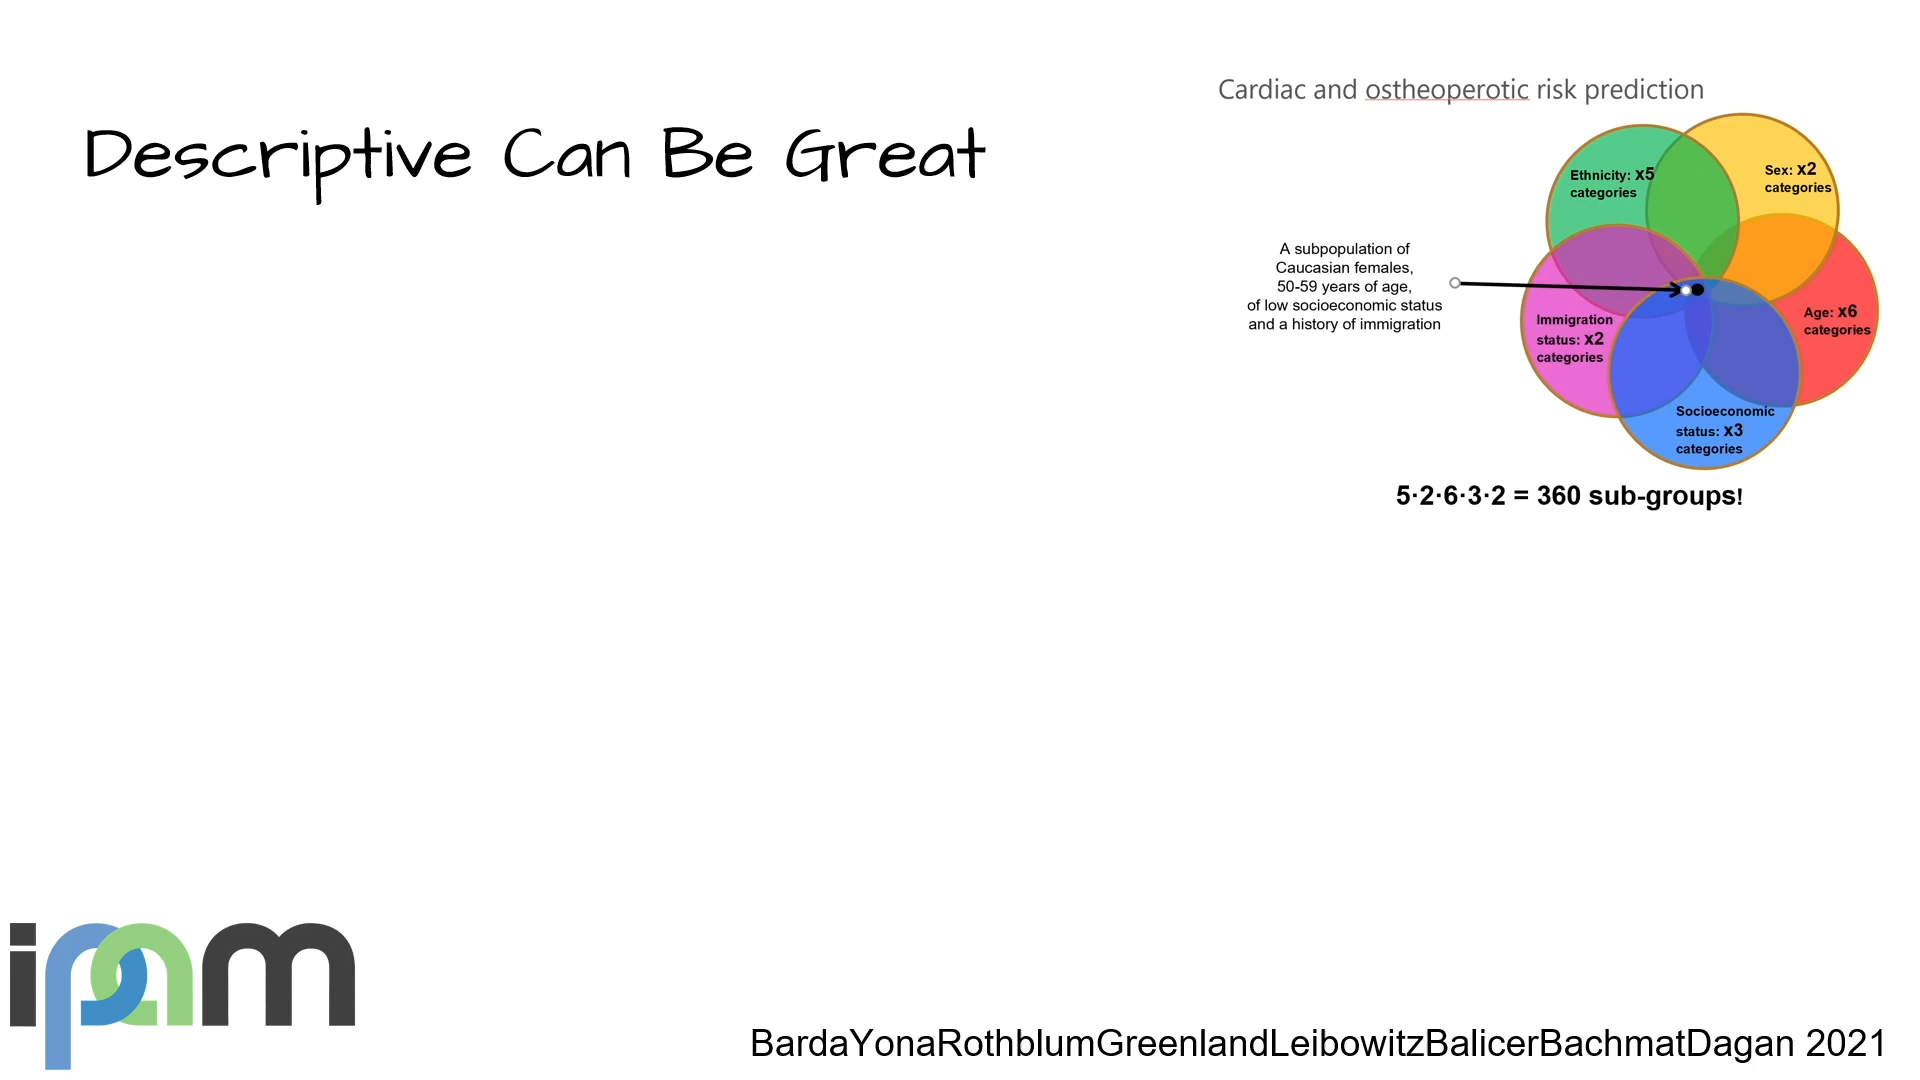 Cardiac and ostheoperotic risk prediction
Descriptive Can Be Great
Ethnicity: x5
categories
Sex: x2
categories
A subpopulation of
Caucasian females,
50-59 years of age,
of low socioeconomic status
and a history of immigration
Immigration
status: x2
categories
Age: x6
categories
Socioeconomic
status: x3
categories
5·2·6·3·2 = 360 sub-groups!
ipam
BardaYonaRothblumGreenlandLeibowitzBalicerBachmatDagan 2021